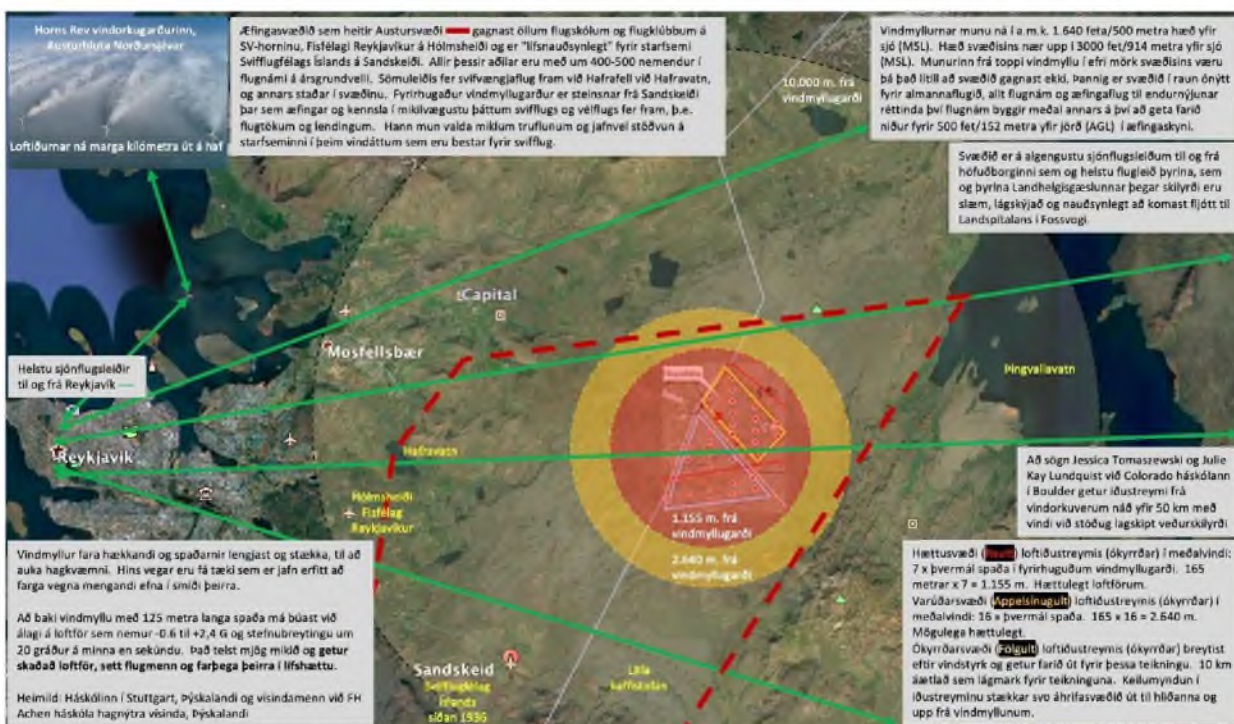 Horns Rev vindorkugarðurinn,
Austurhluta Norðursjávar
Loftiðurnar ná marga kílómetra út á haf
Æfingasvæðið sem heitir Austursvæði gagnast öllum flugskólum og flugklúbbum á
SV-horninu, Fisfélagi Reykjavíkur á Hólmsheiði og er "lífsnauðsynlegt" fyrir starfsemi
Svifflugfélags Íslands á Sandskeiði. Allir þessir aðilar eru með um 400-500 nemendur í
flugnámi á ársgrundvelli. Sömuleiðis fer svifvængjaflug fram við Hafrafell við Hafravatn,
og annars staðar í svæðinu. Fyrirhugaður vindmyllugarður er steinsnar frá Sandskeiði
þar sem æfingar og kennsla í mikilvægustu þáttum svifflugs og vélflugs fer fram, þ.e.
flugtökum og lendingum. Hann mun valda miklum truflunum og jafnvel stöðvun á
starfseminni í þeim vindáttum sem eru bestar fyrir svifflug.
10.000 m. frá
vindmyllugarði
Vindmyllurnar munu ná í a.m.k. 1.640 feta/500 metra hæð yfir
sjó (MSL). Hæð svæðisins nær upp í 3000 fet/914 metra yfir sjó
(MSL). Munurinn frá toppi vindmyllu í efri mörk svæðisins væru
þá það lítill að svæðið gagnast ekki. Þannig er svæðið í raun ónýtt
fyrir almannaflugið, allt flugnám og æfingaflug til endurnýjunar
réttinda því flugnám byggir meðal annars á því að geta farið
niður fyrir 500 fet/152 metra yfir jörð (AGL) í æfingaskyni.
Svæðið er á algengustu sjónflugsleiðum til og frá
höfuðborginni sem og helstu flugleið þyrlna, sem
og þyrlna Landhelgisgæslunnar þegar skilyrði eru
slæm, lágskýjað og nauðsynlegt að komast fljótt til
Landspítalans í Fossvogi.
Capital
Mosfellsbær
Helstu sjónflugsleiðir
til og frá Reykjavík
Þingvallavatn
Reykjavik
Hafravatn
Hólmsheiði
Fisfélag
Reykjavíkur
1.155 m. frá
vindmyllugarði
2.640 m. frá
vindmyllugarði
Að sögn Jessica Tomaszewski og Julie
Kay Lundquist við Colorado háskólann
í Boulder getur iðustreymi frá
vindorkuverum náð yfir 50 km með
vindi við stöðug lagskipt veðurskilyrði
Vindmyllur fara hækkandi og spaðarnir lengjast og stækka, til að
auka hagkvæmni. Hins vegar eru fá tæki sem er jafn erfitt að
farga vegna mengandi efna í smíði þeirra.
Að baki vindmyllu með 125 metra langa spaða má búast við
álagi á loftför sem nemur -0.6 til +2,4 G og stefnubreytingu um
20 gráður á minna en sekúndu. Það telst mjög mikið og getur
skaðað loftför, sett flugmenn og farþega þeirra í lífshættu.
Heimild: Háskólinn í Stuttgart, Þýskalandi og vísindamenn við FH
Achen háskóla hagnýtra vísinda, Þýskalandi
Sandskeid
Svifflugfélag
Íslands
síðan 1936
Litla
kaffistofan
Hættusvæði (Rautt) loftiðustreymis (ókyrrðar) í meðalvindi:
7 x þvermál spaða í fyrirhuguðum vindmyllugarði. 165
metrar x 7 = 1.155 m. Hættulegt loftförum.
Varúðarsvæði (Appelsínugult) loftiðustreymis (ókyrrðar) í
meðalvindi: 16 x þvermál spaða. 165 x 16 = 2.640 m.
Mögulega hættulegt.
Ókyrrðarsvæði (Fölgult) loftiðustreymis (ókyrrðar) breytist
eftir vindstyrk og getur farið út fyrir þessa teikningu. 10 km
áætlað sem lágmark fyrir teikninguna. Keilumyndun í
iðustreyminu stækkar svo áhrifasvæðið út til hliðanna og
upp frá vindmyllunum.